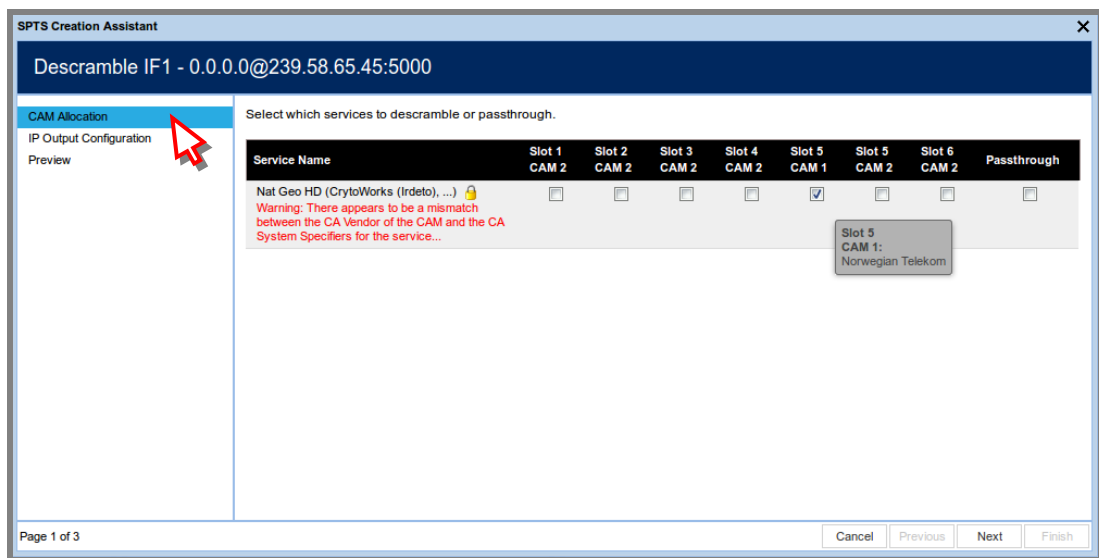 SPTS Creation Assistant
Descramble IF1 - 0.0.0.0@239.58.65.45:5000
CAM Allocation
IP Output Configuration
Preview
Select which services to descramble or passthrough.
Service Name
Slot 1 CAM 2
Slot 2 CAM 2
Slot 3 CAM 2
Slot 4 CAM 2
Slot 5 CAM 1
Slot 5 CAM 2
Slot 6 CAM 2
Passthrough
Nat Geo HD (CrytoWorks (Irdeto), ...)
Warning: There appears to be a mismatch
between the CA Vendor of the CAM and the CA
System Specifiers for the service...
Slot 5
CAM 1:
Norwegian Telekom
Page 1 of 3
Cancel
Previous
Next
Finish